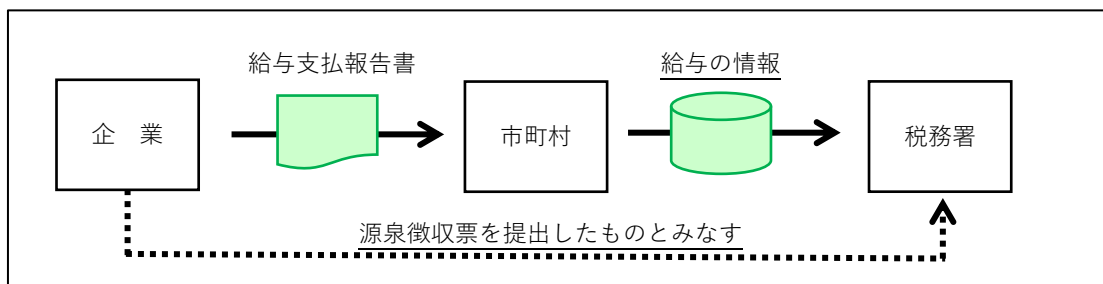 給与支払報告書
給与の情報
企　業
市町村
税務署
源泉徴収票を提出したものとみなす